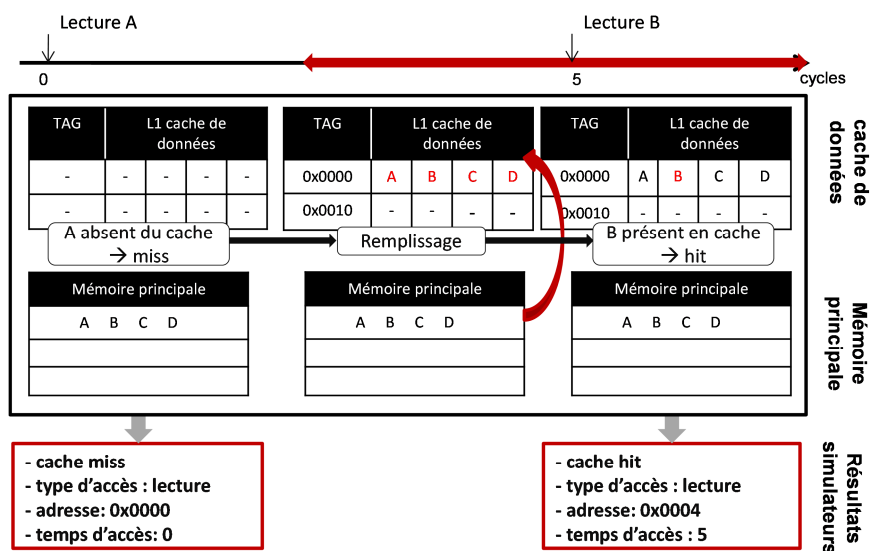 Lecture A
Lecture B
0
5
cycles
TAG
L1 cache de
données
- - - - -
- - - - -
TAG
L1 cache de
données
0x0000 A B C D
0x0010 - - - -
TAG
L1 cache de
données
0x0000 A B C D
0x0010 - - - -
cache de
données
A absent du cache
→ miss
Remplissage
B présent en cache
→ hit
Mémoire principale
A B C D
Mémoire principale
A B C D
Mémoire principale
A B C D
Mémoire
principale
- cache miss
- type d'accès : lecture
- adresse: 0x0000
- temps d'accès: 0
- cache hit
- type d'accès : lecture
- adresse: 0x0004
- temps d'accès : 5
Résultats
simulateurs